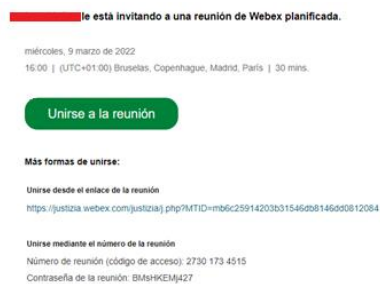 le está invitando a una reunión de Webex planificada.
miércoles, 9 marzo de 2022
16:00 | (UTC+01:00) Bruselas, Copenhague, Madrid, París | 30 mins.
Unirse a la reunión
Más formas de unirse:
Unirse desde el enlace de la reunión
https://justizia.webex.com/justizia/j.php?MTID=mb6c25914203b31546db8146dd0812084
Unirse mediante el número de la reunión
Número de reunión (código de acceso): 2730 173 4515
Contraseña de la reunión: BMsHKEMj427